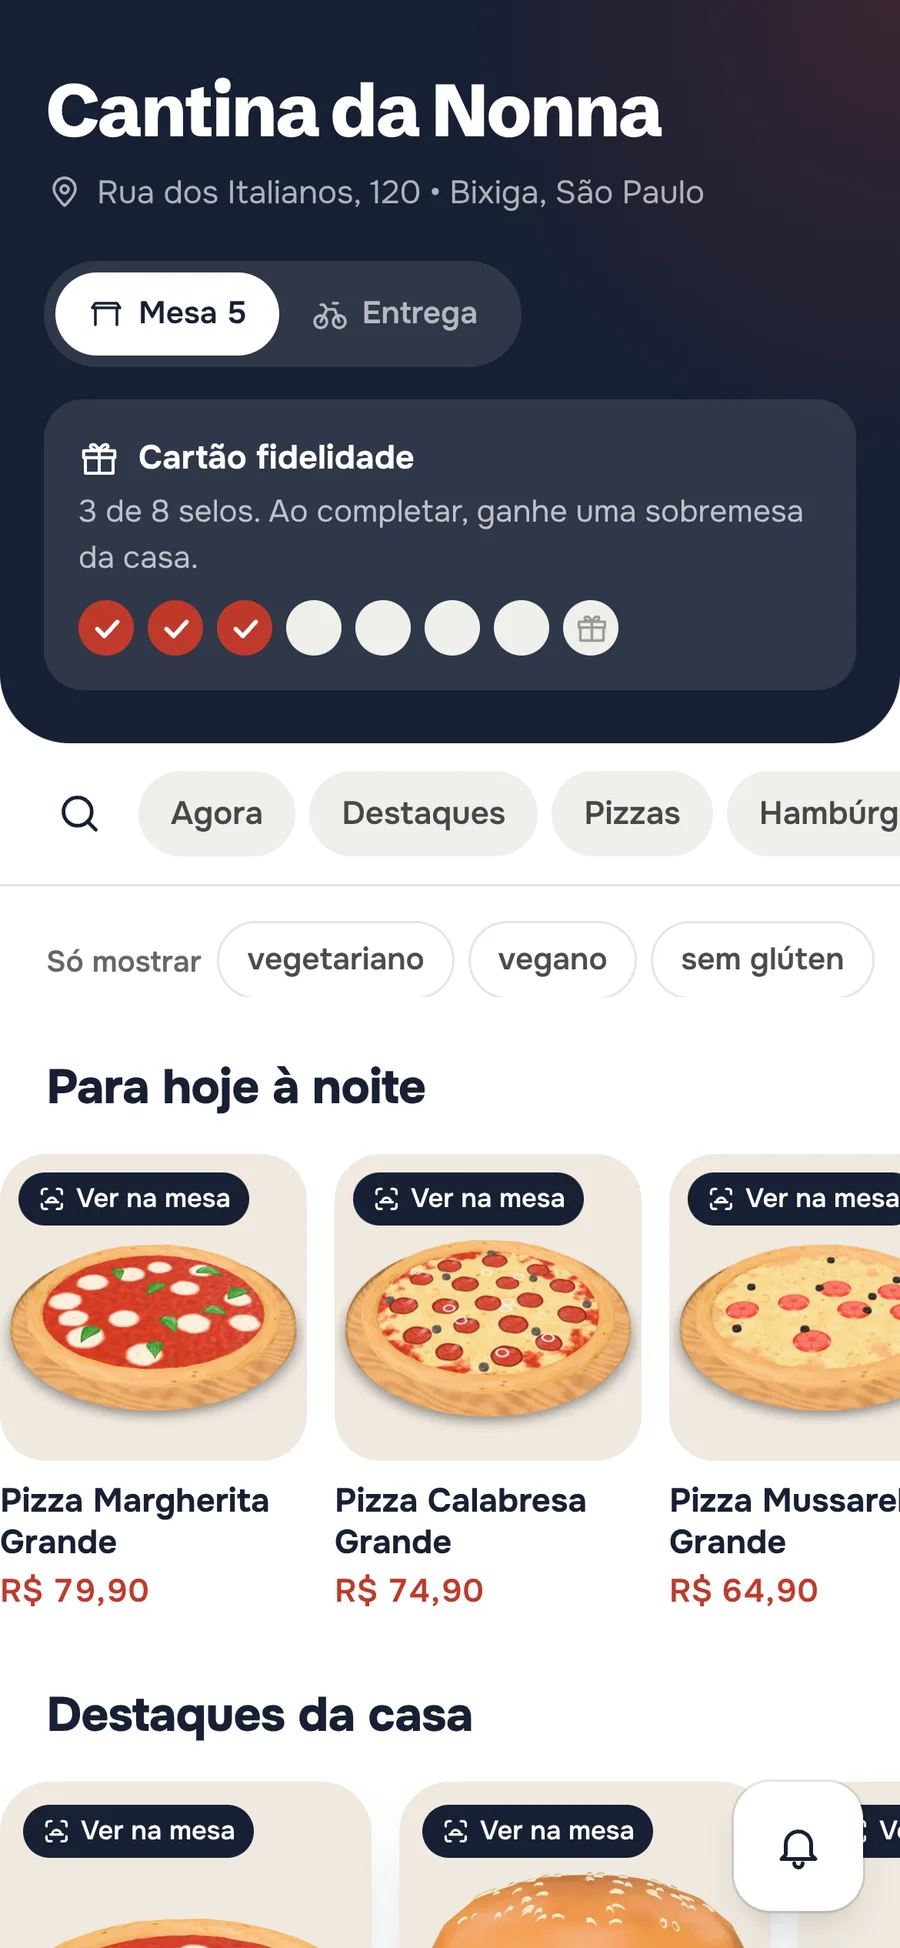 Cantina da Nonna
Rua dos Italianos, 120 • Bixiga, São Paulo
Mesa 5
Entrega
Cartão fidelidade
3 de 8 selos. Ao completar, ganhe uma sobremesa
da casa.
Agora
Destaques
Pizzas
Hambúrg
Só mostrar
vegetariano
vegano
sem glúten
Para hoje à noite
Ver na mesa
Ver na mesa
Ver na mesa
Pizza Margherita
Grande
R$ 79,90
Pizza Calabresa
Grande
R$ 74,90
Pizza Mussarel
Grande
R$ 64,90
Destaques da casa
Ver na mesa
Ver na mesa